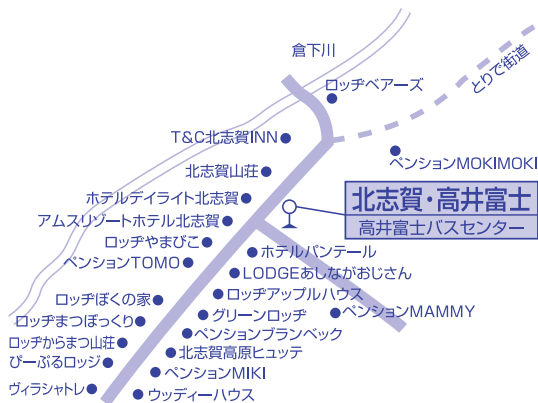 倉下川
ロッヂベアーズ
とりで街道
T&C北志賀INN
ペンションMOKIMOKI
北志賀山荘
ホテルデイライト北志賀
北志賀・高井富士
アムスリゾートホテル北志賀
高井富士バスセンター
ロッヂやまびこ
ホテルバンテール
ペンションTOMO
LODGEあしながおじさん
ロッヂぼくの家
ロッヂアップルハウス
ロッヂまつぼっくり
グリーンロッヂ
ペンションMAMMY
ロッヂからまつ山荘
ペンションブランベック
ぴーぷるロッジ
北志賀高原ヒュッテ
ヴィラシャトレ
ペンションMIKI
ウッディーハウス